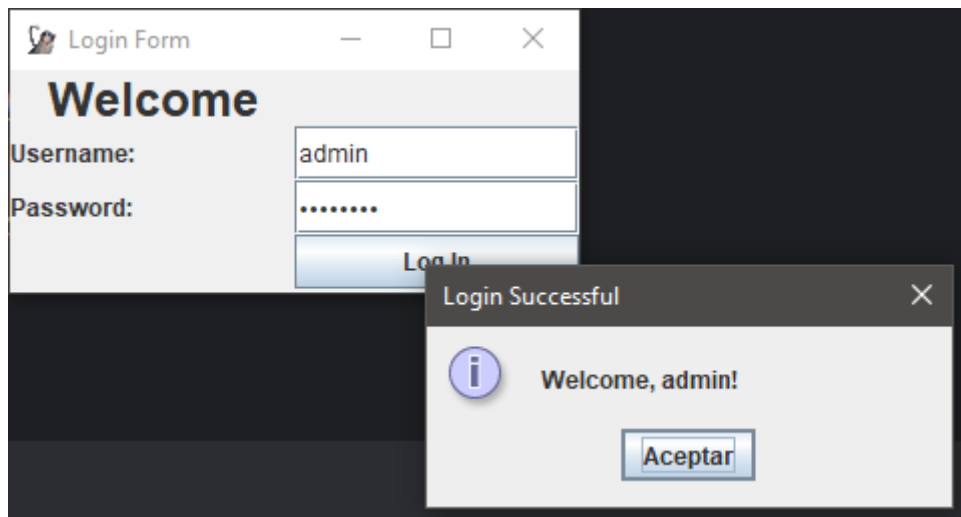 Login Form
Welcome
Username:
admin
Password:
••••••••
Log In
Login Successful
Welcome, admin!
Aceptar